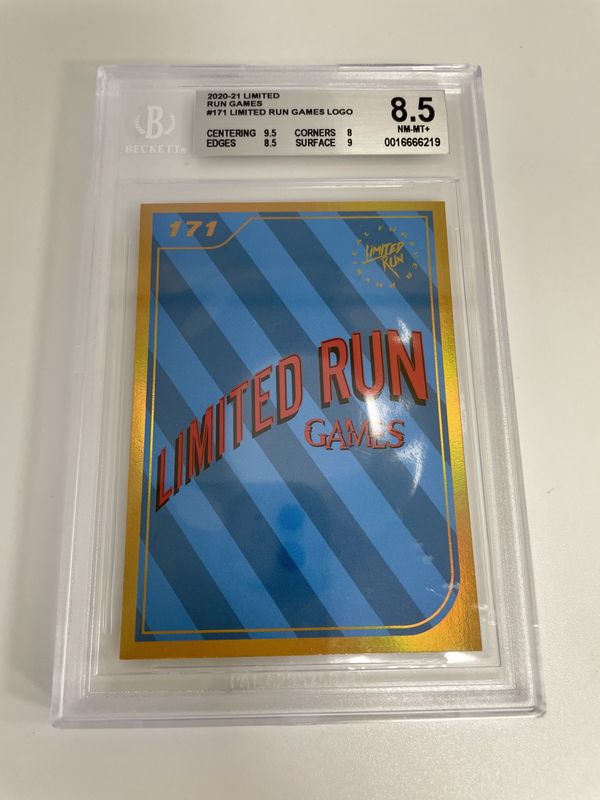 2020-21 LIMITED
RUN GAMES
#171 LIMITED RUN GAMES LOGO
CENTERING 9.5 CORNERS 8
EDGES 8.5 SURFACE 9
8.5
NM-MT+
0016666219
B
BECKETT®
171
LIMITED
RUN
LIMITED RUN
GAMES